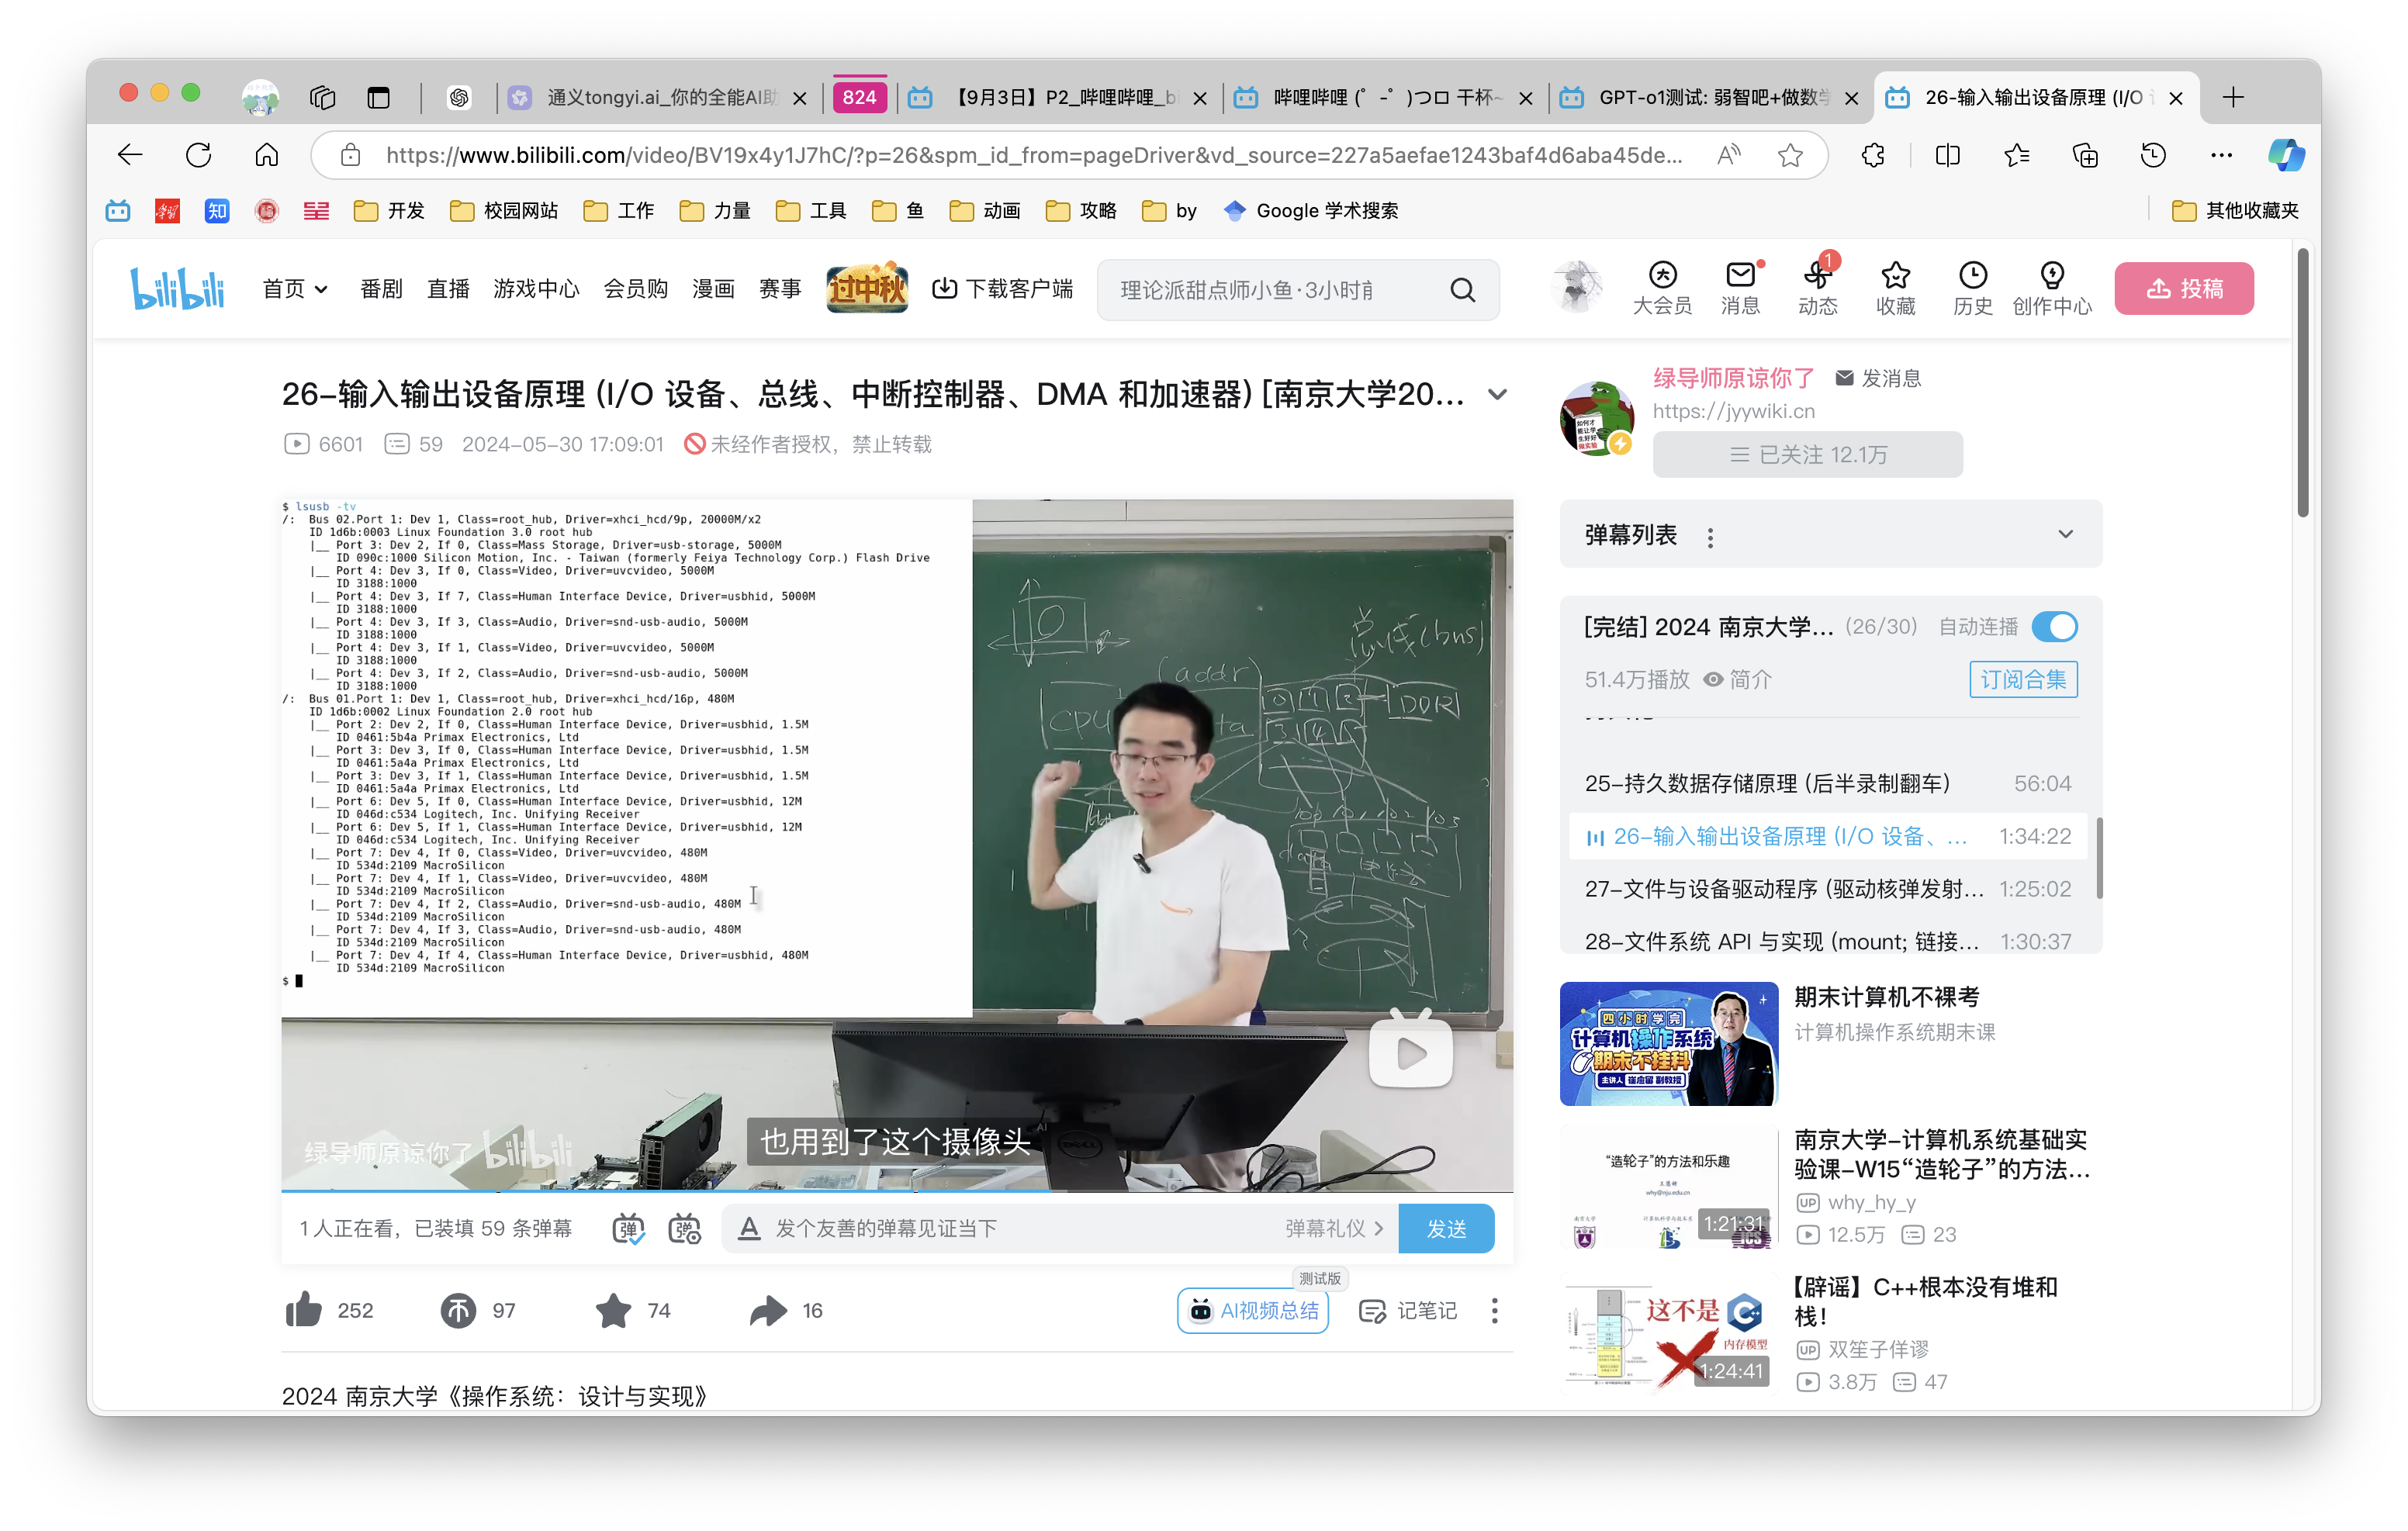 通义tongyi.ai_你的全能AI助
824
【9月3日】P2_哔哩哔哩_bi
哔哩哔哩 (゜-゜)つロ 干杯~
GPT-o1测试: 弱智吧+做数学
26-输入输出设备原理 (I/O
https://www.bilibili.com/video/BV19x4y1J7hC/?p=26&spm_id_from=pageDriver&vd_source=227a5aefae1243baf4d6aba45de...
知
开发
校园网站
工作
力量
工具
鱼
动画
攻略
by
Google 学术搜索
其他收藏夹
bilibili
首页
番剧
直播
游戏中心
会员购
漫画
赛事
过中秋
下载客户端
理论派甜点师小鱼·3小时前
大会员
消息
1
动态
收藏
历史
创作中心
投稿
26-输入输出设备原理 (I/O 设备、总线、中断控制器、DMA 和加速器) [南京大学20...
6601 59 2024-05-30 17:09:01 未经作者授权，禁止转载
绿导师原谅你了 发消息
https://jyywiki.cn
已关注 12.1万
$ lsusb -tv
/:  Bus 02.Port 1: Dev 1, Class=root_hub, Driver=xhci_hcd/9p, 20000M/x2
ID 1d6b:0003 Linux Foundation 3.0 root hub
|__ Port 3: Dev 2, If 0, Class=Mass Storage, Driver=usb-storage, 5000M
ID 090c:1000 Silicon Motion, Inc. - Taiwan (formerly Feiya Technology Corp.) Flash Drive
|__ Port 4: Dev 3, If 0, Class=Video, Driver=uvcvideo, 5000M
ID 3188:1000
|__ Port 4: Dev 3, If 7, Class=Human Interface Device, Driver=usbhid, 5000M
ID 3188:1000
|__ Port 4: Dev 3, If 3, Class=Audio, Driver=snd-usb-audio, 5000M
ID 3188:1000
|__ Port 4: Dev 3, If 1, Class=Video, Driver=uvcvideo, 5000M
ID 3188:1000
|__ Port 4: Dev 3, If 2, Class=Audio, Driver=snd-usb-audio, 5000M
ID 3188:1000
/:  Bus 01.Port 1: Dev 1, Class=root_hub, Driver=xhci_hcd/16p, 480M
ID 1d6b:0002 Linux Foundation 2.0 root hub
|__ Port 2: Dev 2, If 0, Class=Human Interface Device, Driver=usbhid, 1.5M
ID 0461:5b4a Primax Electronics, Ltd
|__ Port 3: Dev 3, If 0, Class=Human Interface Device, Driver=usbhid, 1.5M
ID 0461:5a4a Primax Electronics, Ltd
|__ Port 3: Dev 3, If 1, Class=Human Interface Device, Driver=usbhid, 1.5M
ID 0461:5a4a Primax Electronics, Ltd
|__ Port 6: Dev 5, If 0, Class=Human Interface Device, Driver=usbhid, 12M
ID 046d:c534 Logitech, Inc. Unifying Receiver
|__ Port 6: Dev 5, If 1, Class=Human Interface Device, Driver=usbhid, 12M
ID 046d:c534 Logitech, Inc. Unifying Receiver
|__ Port 7: Dev 4, If 0, Class=Video, Driver=uvcvideo, 480M
ID 534d:2109 MacroSilicon
|__ Port 7: Dev 4, If 1, Class=Video, Driver=uvcvideo, 480M
ID 534d:2109 MacroSilicon
|__ Port 7: Dev 4, If 2, Class=Audio, Driver=snd-usb-audio, 480M
ID 534d:2109 MacroSilicon
|__ Port 7: Dev 4, If 3, Class=Audio, Driver=snd-usb-audio, 480M
ID 534d:2109 MacroSilicon
|__ Port 7: Dev 4, If 4, Class=Human Interface Device, Driver=usbhid, 480M
ID 534d:2109 MacroSilicon
$
总线(bus)
(addr)
CPU
0 1 2
DDR
3 4 5
也用到了这个摄像头
AI
DELL
绿导师原谅你了 bilibili
1 人正在看，已装填 59 条弹幕
发个友善的弹幕见证当下
弹幕礼仪
发送
252
97
74
16
测试版
AI视频总结
记笔记
2024 南京大学《操作系统：设计与实现》
弹幕列表
[完结] 2024 南京大学... (26/30) 自动连播
51.4万播放 简介 订阅合集
25-持久数据存储原理 (后半录制翻车) 56:04
26-输入输出设备原理 (I/O 设备、... 1:34:22
27-文件与设备驱动程序 (驱动核弹发射... 1:25:02
28-文件系统 API 与实现 (mount; 链接... 1:30:37
四小时学完
计算机操作系统
期末不挂科
期末计算机不裸考
计算机操作系统期末课
“造轮子”的方法和乐趣
王慧妍
why@nju.edu.cn
1:21:31
南京大学-计算机系统基础实
验课-W15“造轮子”的方法...
UP why_hy_y
12.5万 23
这不是
内存模型
1:24:41
【辟谣】C++根本没有堆和
栈！
UP 双笙子佯谬
3.8万 47